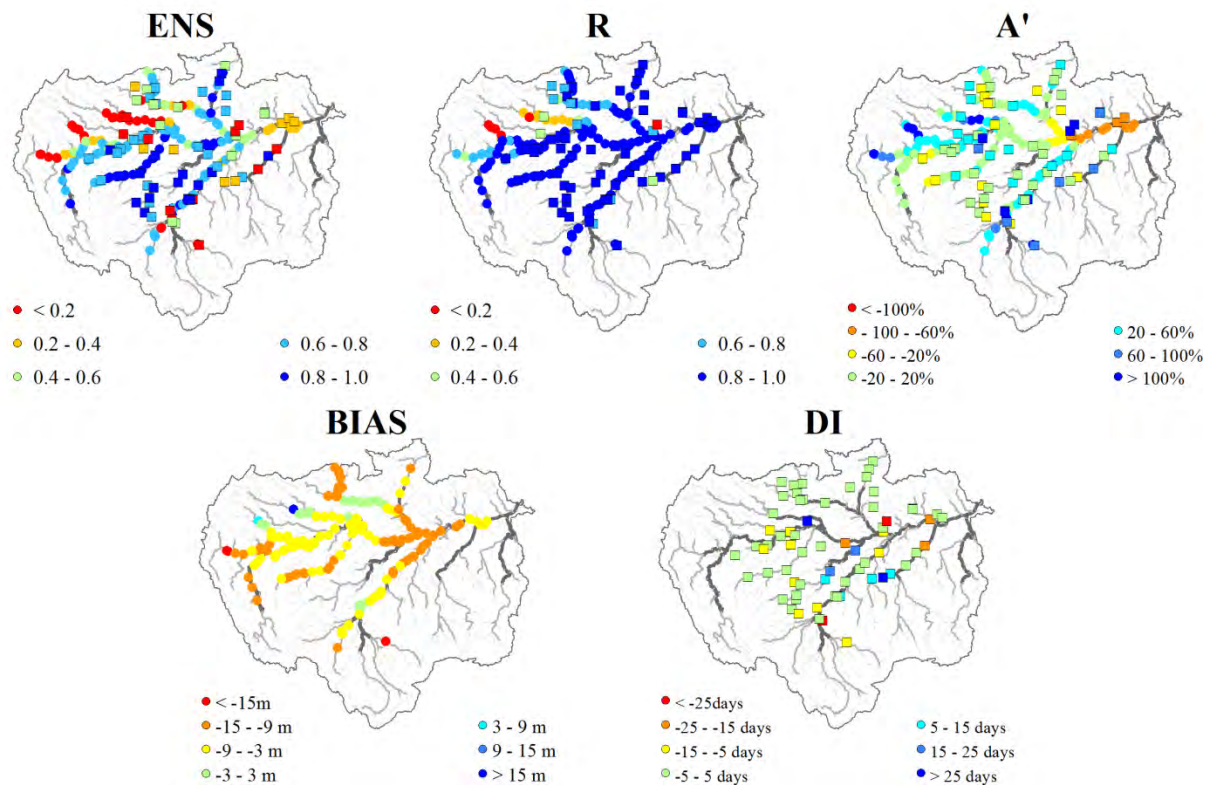 ENS
R
A'
< 0.2
0.2 - 0.4
0.4 - 0.6
0.6 - 0.8
0.8 - 1.0
< 0.2
0.2 - 0.4
0.4 - 0.6
0.6 - 0.8
0.8 - 1.0
< -100%
- 100 - -60%
-60 - -20%
-20 - 20%
20 - 60%
60 - 100%
> 100%
BIAS
DI
< -15m
-15 - -9 m
-9 - -3 m
-3 - 3 m
3 - 9 m
9 - 15 m
> 15 m
< -25days
-25 - -15 days
-15 - -5 days
-5 - 5 days
5 - 15 days
15 - 25 days
> 25 days